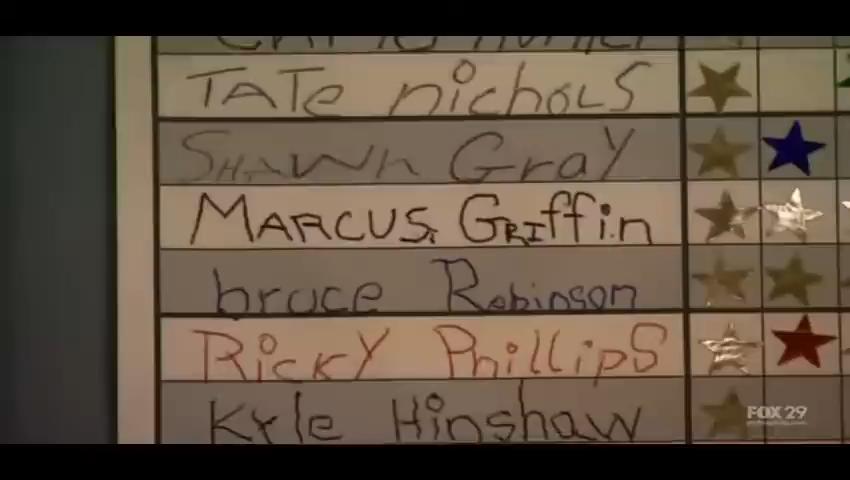 TATe nichoLS
SHAWn GraY
MARCUS GrIffin
bruce Robinson
RickY PhillipS
Kyle Hinshaw
FOX 29